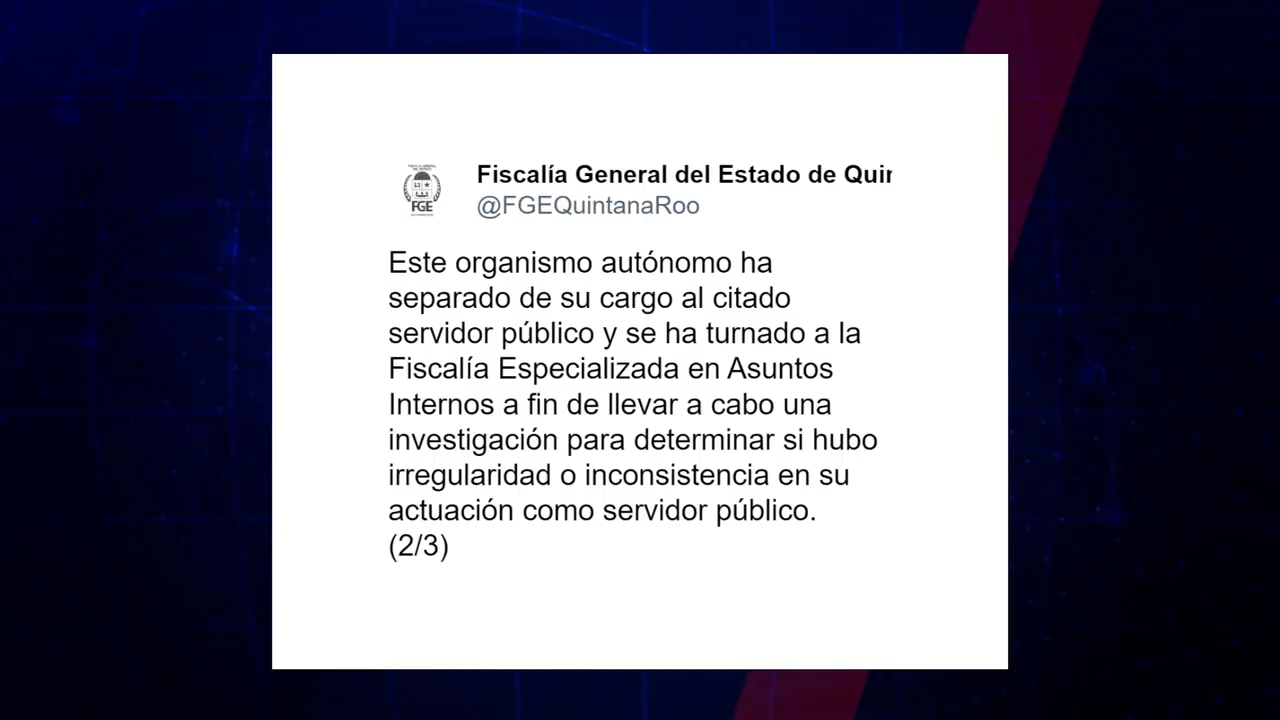 Fiscalía General del Estado de Quin
@FGEQuintanaRoo
FGE
Este organismo autónomo ha
separado de su cargo al citado
servidor público y se ha turnado a la
Fiscalía Especializada en Asuntos
Internos a fin de llevar a cabo una
investigación para determinar si hubo
irregularidad o inconsistencia en su
actuación como servidor público.
(2/3)